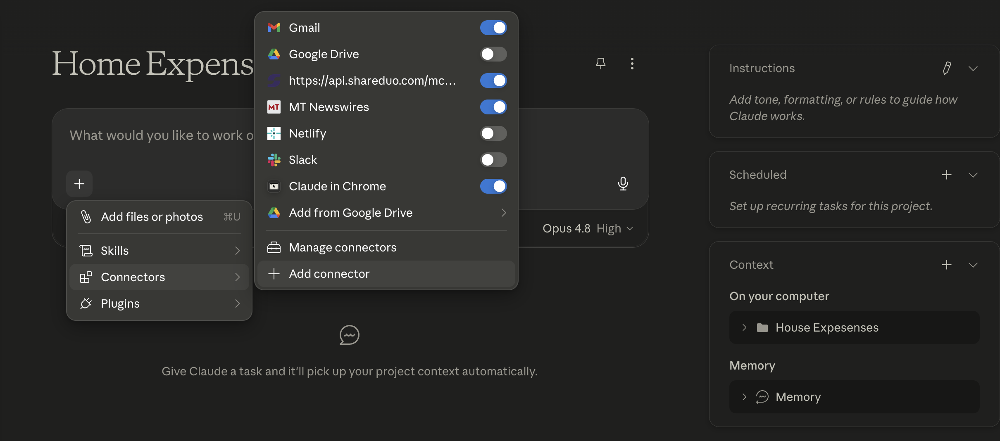 Home Expens
What would you like to work o
Add files or photos ⌘U
Skills
Connectors
Plugins
Gmail
Google Drive
https://api.shareduo.com/mc...
MT Newswires
Netlify
Slack
Claude in Chrome
Add from Google Drive
Manage connectors
Add connector
Opus 4.8 High
Give Claude a task and it'll pick up your project context automatically.
Instructions
Add tone, formatting, or rules to guide how
Claude works.
Scheduled
Set up recurring tasks for this project.
Context
On your computer
House Expesenses
Memory
Memory